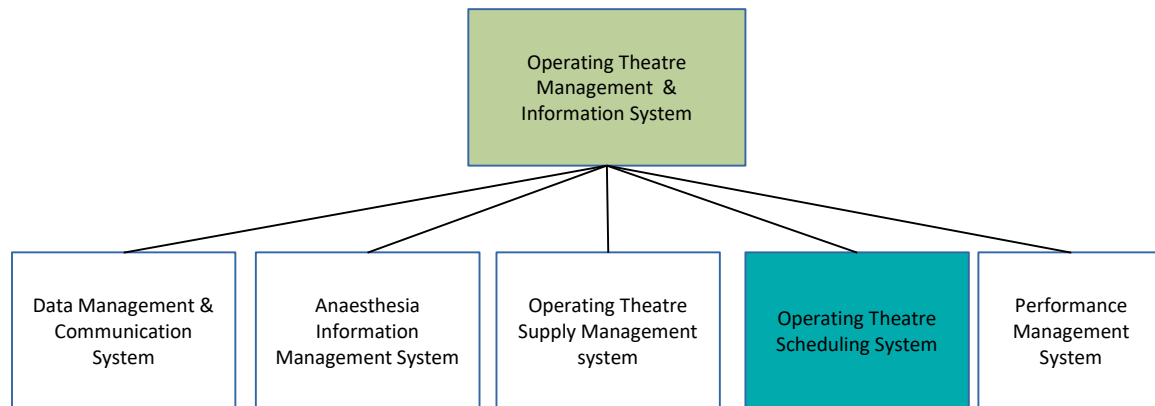 Operating Theatre
Management  &
Information System
Data Management &
Communication
System
Anaesthesia
Information
Management System
Operating Theatre
Supply Management
system
Operating Theatre
Scheduling System
Performance
Management
System